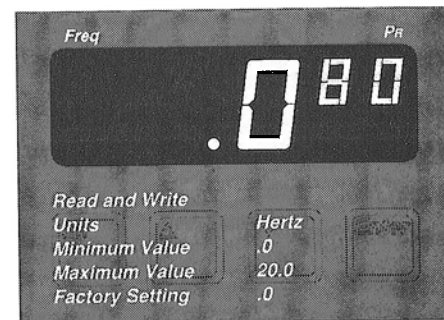 Freq PR
.0 80
Read and Write
Units Hertz
Minimum Value .0
Maximum Value 20.0
Factory Setting .0